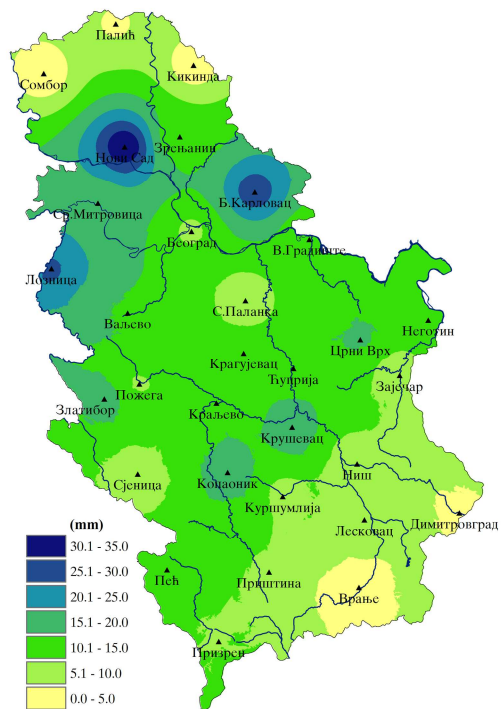 Палић
Сомбор
Кикинда
Нови Сад
Зрењанин
Ср.Митровица
Б.Карловац
Београд
В.Градиште
Лозница
Ваљево
С.Паланка
Неготин
Црни Врх
Крагујевац
Ћуприја
Зајечар
Пожега
Златибор
Краљево
Крушевац
Сјеница
Копаоник
Ниш
Куршумлија
Димитровград
Лесковац
Пећ
Приштина
Врање
Призрен
(mm)
30.1 - 35.0
25.1 - 30.0
20.1 - 25.0
15.1 - 20.0
10.1 - 15.0
5.1 - 10.0
0.0 - 5.0